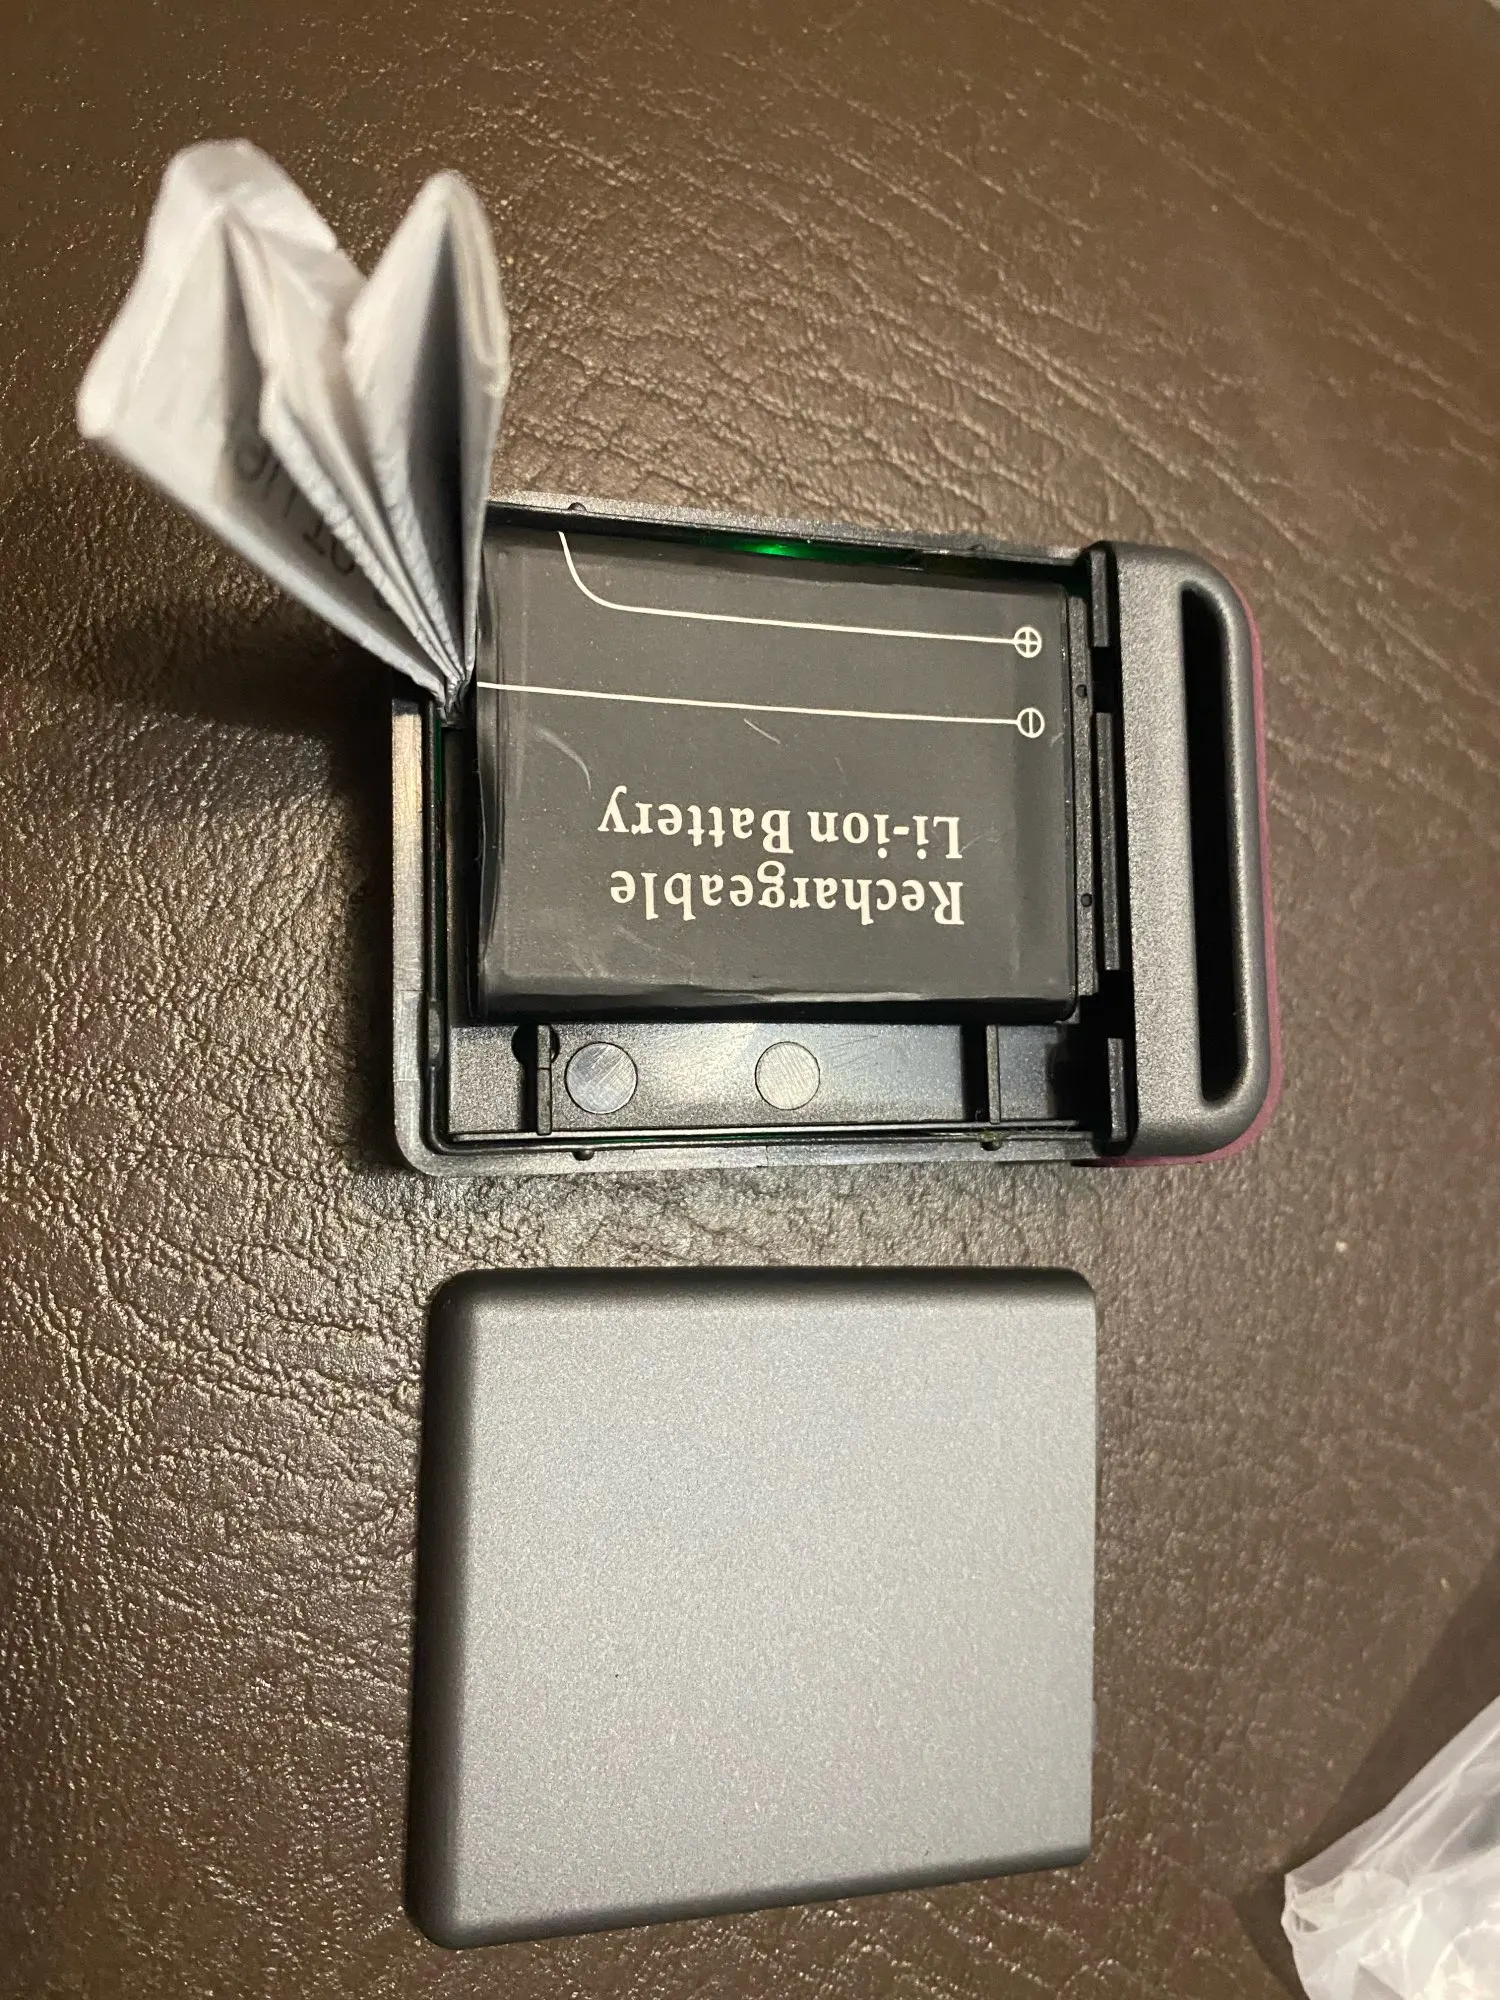 Rechargeable
Li-ion Battery
⊖
⊕